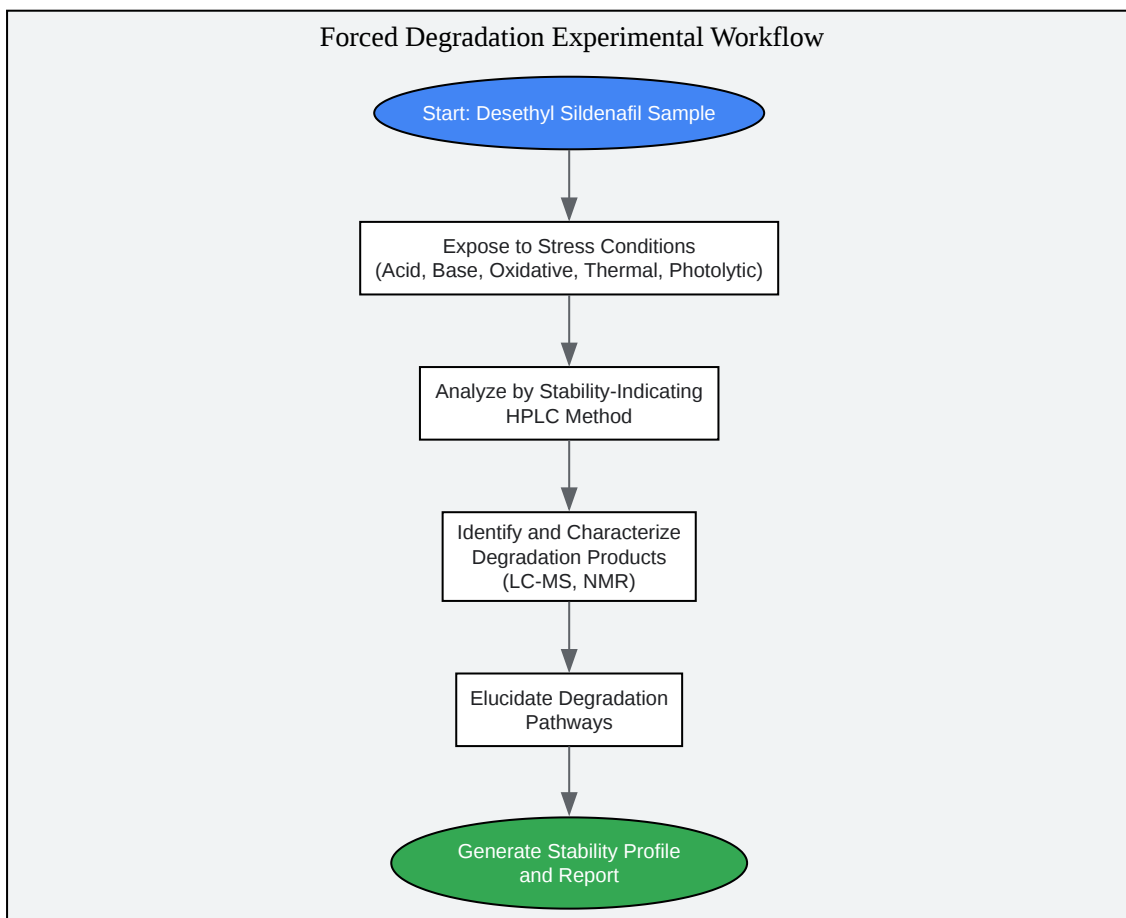 Forced Degradation Experimental Workflow
Start: Desethyl Sildenafil Sample
Expose to Stress Conditions
(Acid, Base, Oxidative, Thermal, Photolytic)
Analyze by Stability-Indicating
HPLC Method
Identify and Characterize
Degradation Products
(LC-MS, NMR)
Elucidate Degradation
Pathways
Generate Stability Profile
and Report